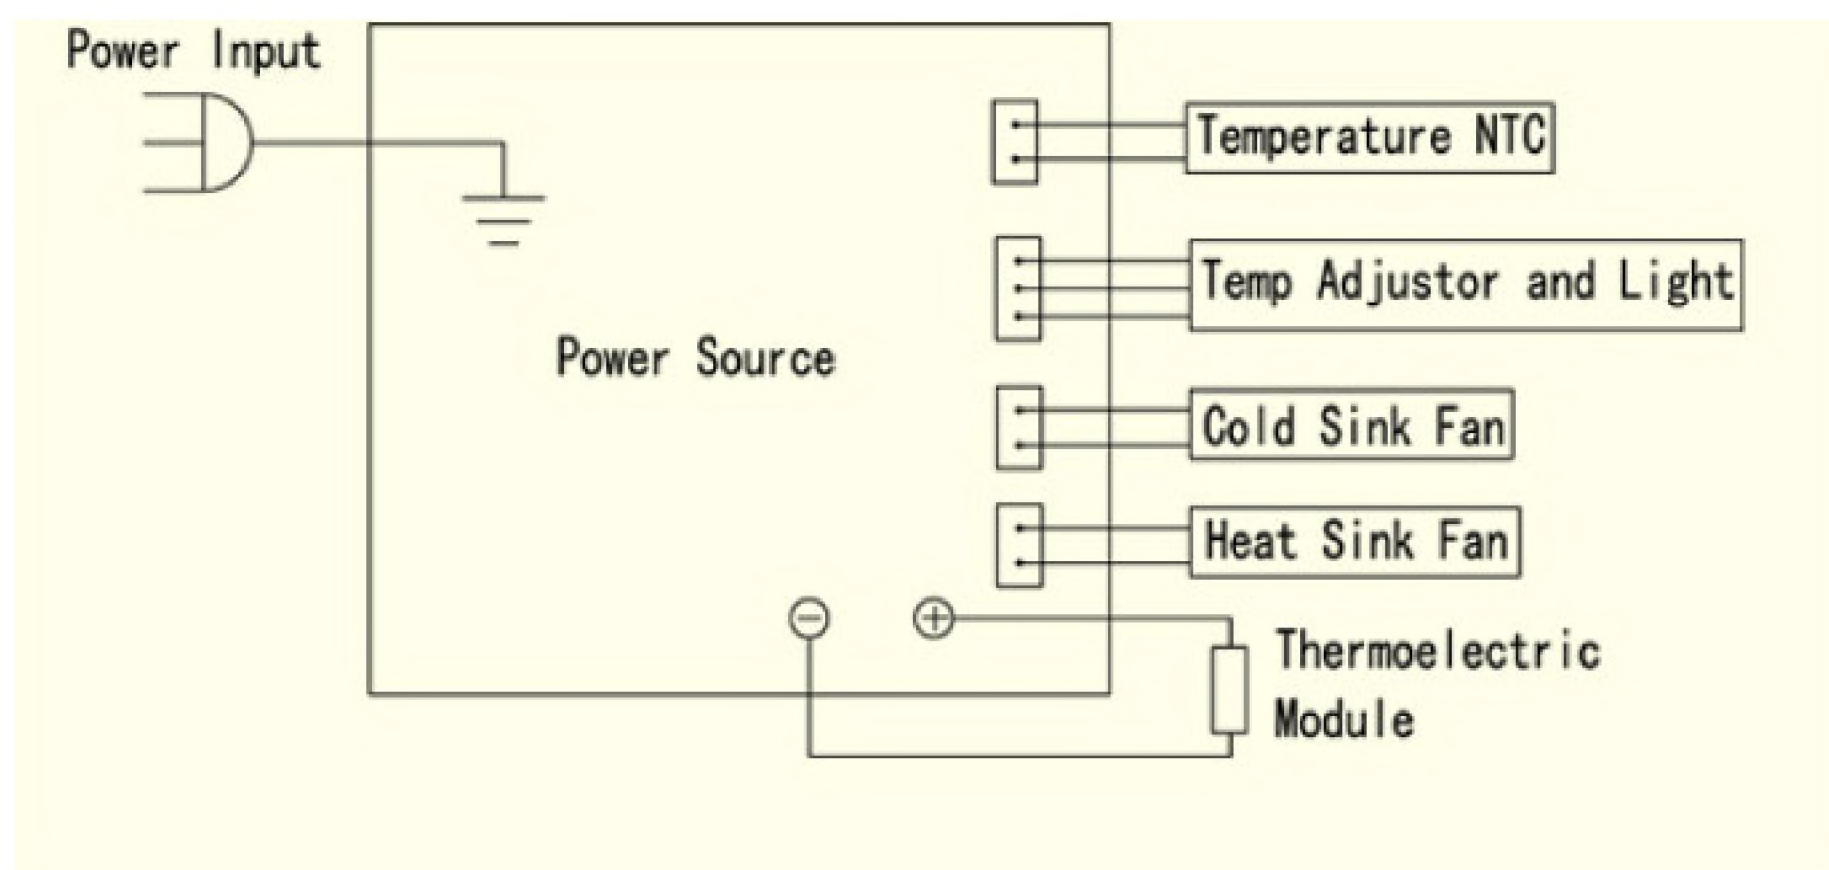 Power Input
Temperature NTC
Temp Adjustor and Light
Power Source
Cold Sink Fan
Heat Sink Fan
Thermoelectric
Module